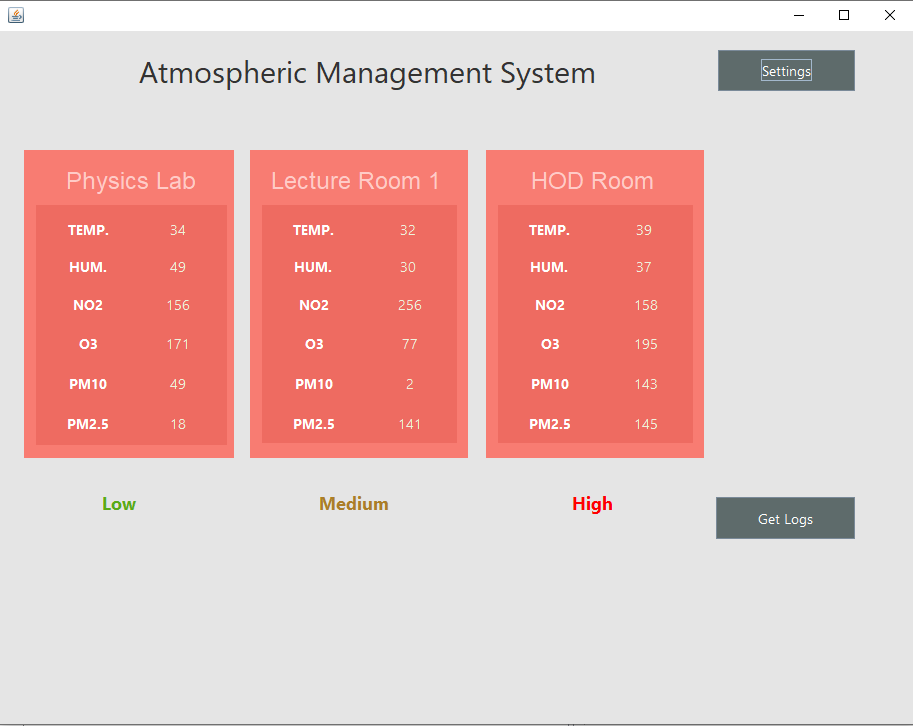 Atmospheric Management System
Settings
Physics Lab
TEMP. 34
HUM. 49
NO2 156
O3 171
PM10 49
PM2.5 18
Lecture Room 1
TEMP. 32
HUM. 30
NO2 256
O3 77
PM10 2
PM2.5 141
HOD Room
TEMP. 39
HUM. 37
NO2 158
O3 195
PM10 143
PM2.5 145
Low
Medium
High
Get Logs